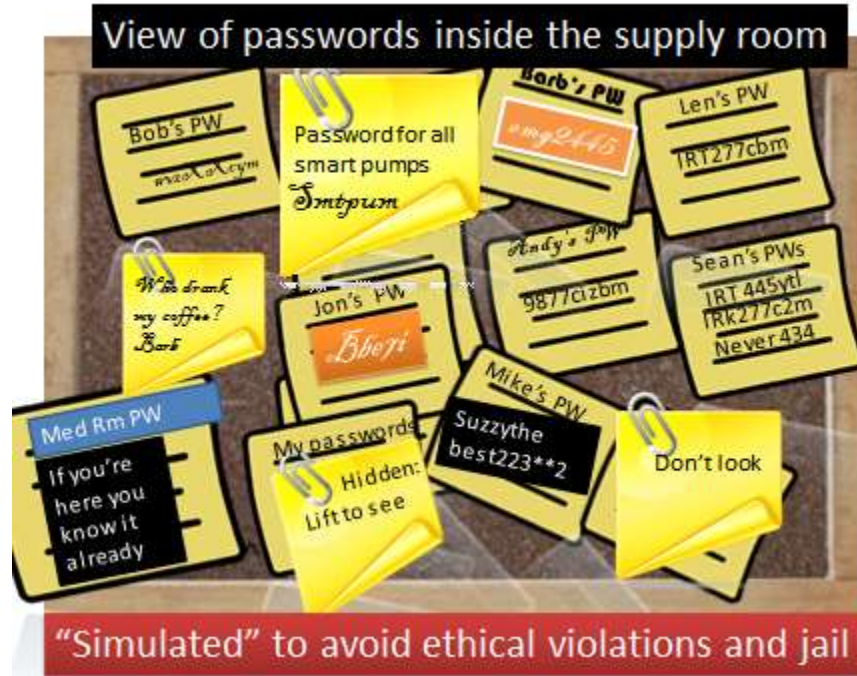 View of passwords inside the supply room
Bob's PW
Password for all
smart pumps
Smtpum
Barb's PW
omg2445
Len's PW
IRT277cbm
Who drank
my coffee?
Barb
Jon's PW
Andy's PW
9877cizbm
Sean's PWs
IRT 445ytl
IRk277c2m
Never 434
Med Rm PW
If you're
here you
know it
already
My passwords
Hidden:
Lift to see
Mike's PW
Suzzythe
best223**2
Don't look
"Simulated" to avoid ethical violations and jail